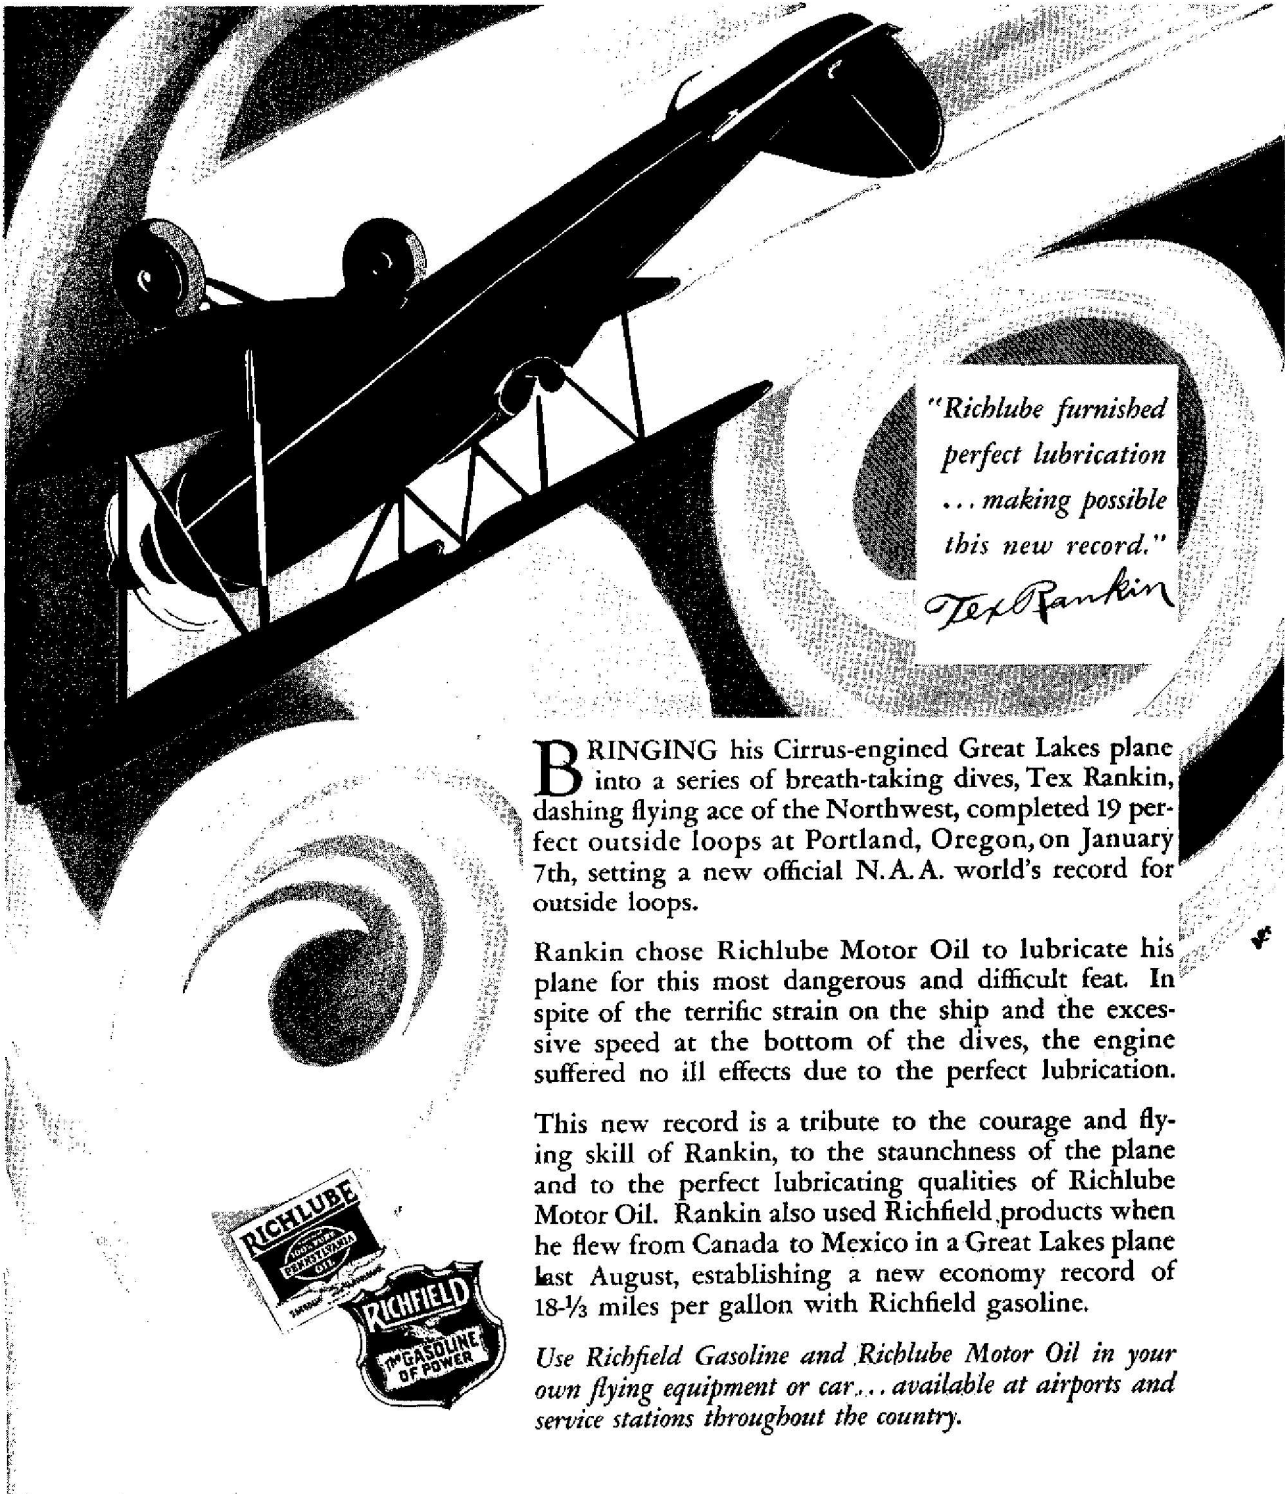 "Richlube furnished
perfect lubrication
... making possible
this new record."
Tex Rankin
BRINGING his Cirrus-engined Great Lakes plane
into a series of breath-taking dives, Tex Rankin,
dashing flying ace of the Northwest, completed 19 per-
fect outside loops at Portland, Oregon, on January
7th, setting a new official N.A.A. world's record for
outside loops.
Rankin chose Richlube Motor Oil to lubricate his
plane for this most dangerous and difficult feat. In
spite of the terrific strain on the ship and the exces-
sive speed at the bottom of the dives, the engine
suffered no ill effects due to the perfect lubrication.
This new record is a tribute to the courage and fly-
ing skill of Rankin, to the staunchness of the plane
and to the perfect lubricating qualities of Richlube
Motor Oil. Rankin also used Richfield products when
he flew from Canada to Mexico in a Great Lakes plane
last August, establishing a new economy record of
18-⅓ miles per gallon with Richfield gasoline.
Use Richfield Gasoline and Richlube Motor Oil in your
own flying equipment or car... available at airports and
service stations throughout the country.
RICHLUBE
100% PURE
PENNSYLVANIA
OIL
RICHFIELD
THE GASOLINE
OF POWER